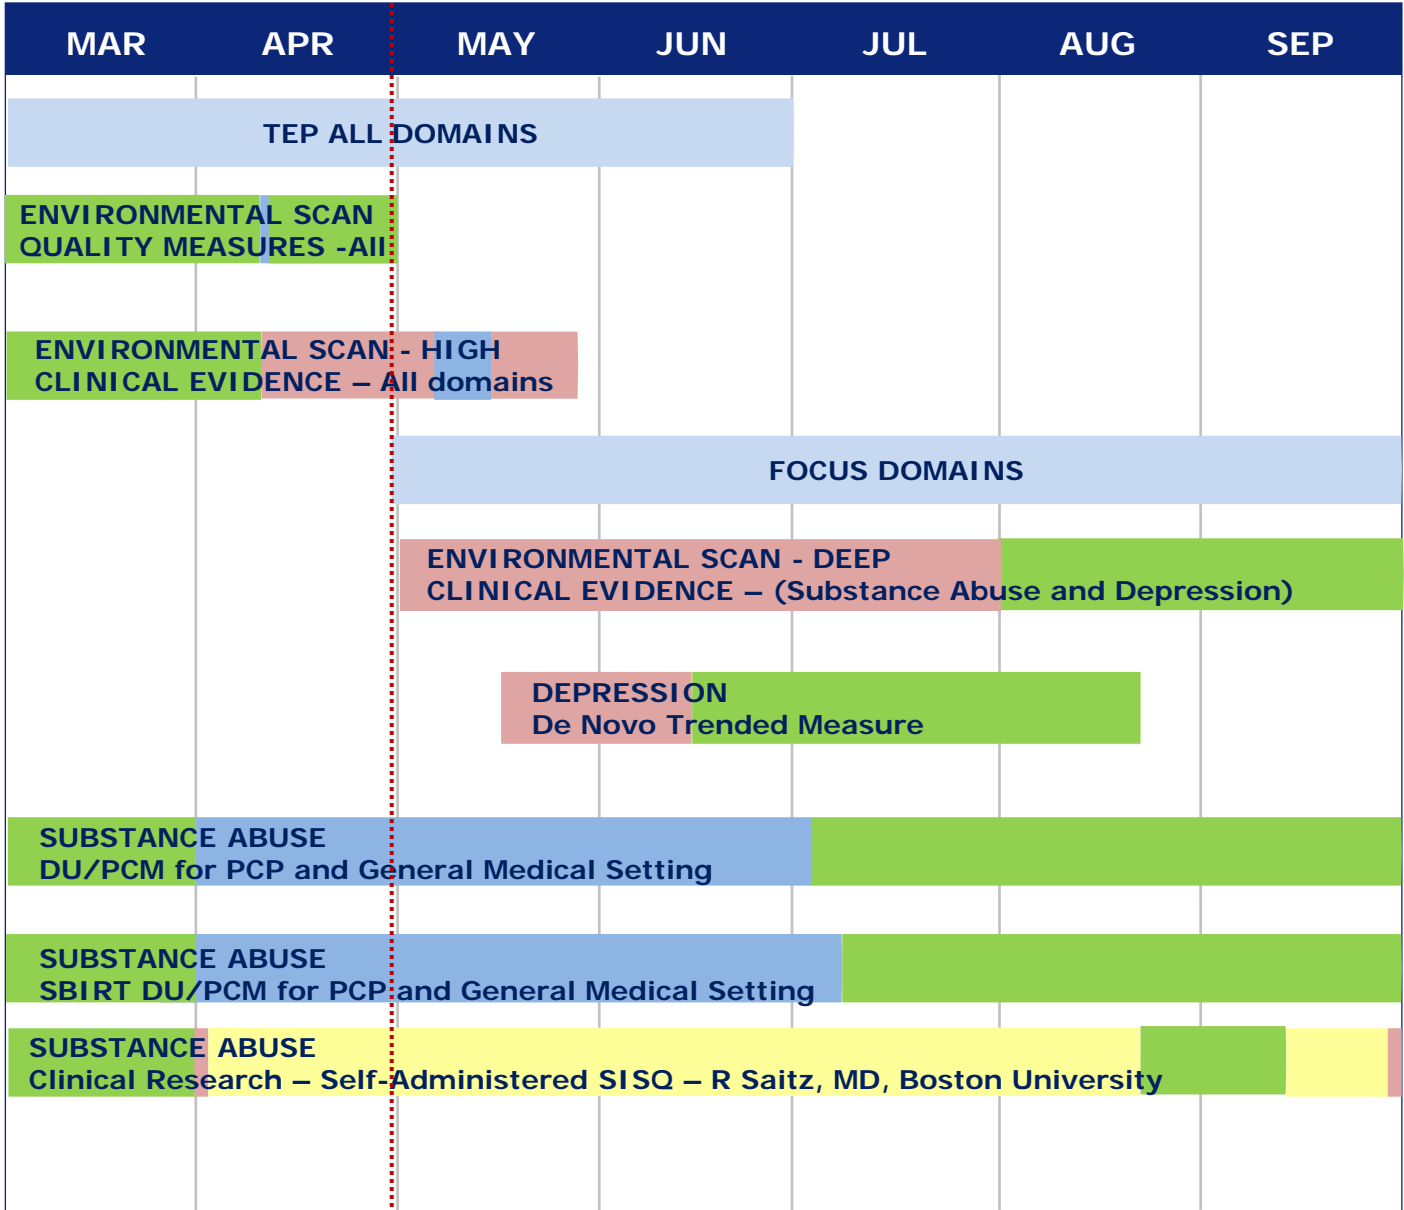 MAR APR MAY JUN JUL AUG SEP
TEP ALL DOMAINS
ENVIRONMENTAL SCAN
QUALITY MEASURES -All
ENVIRONMENTAL SCAN - HIGH
CLINICAL EVIDENCE – All domains
FOCUS DOMAINS
ENVIRONMENTAL SCAN - DEEP
CLINICAL EVIDENCE – (Substance Abuse and Depression)
DEPRESSION
De Novo Trended Measure
SUBSTANCE ABUSE
DU/PCM for PCP and General Medical Setting
SUBSTANCE ABUSE
SBIRT DU/PCM for PCP and General Medical Setting
SUBSTANCE ABUSE
Clinical Research – Self-Administered SISQ – R Saitz, MD, Boston University